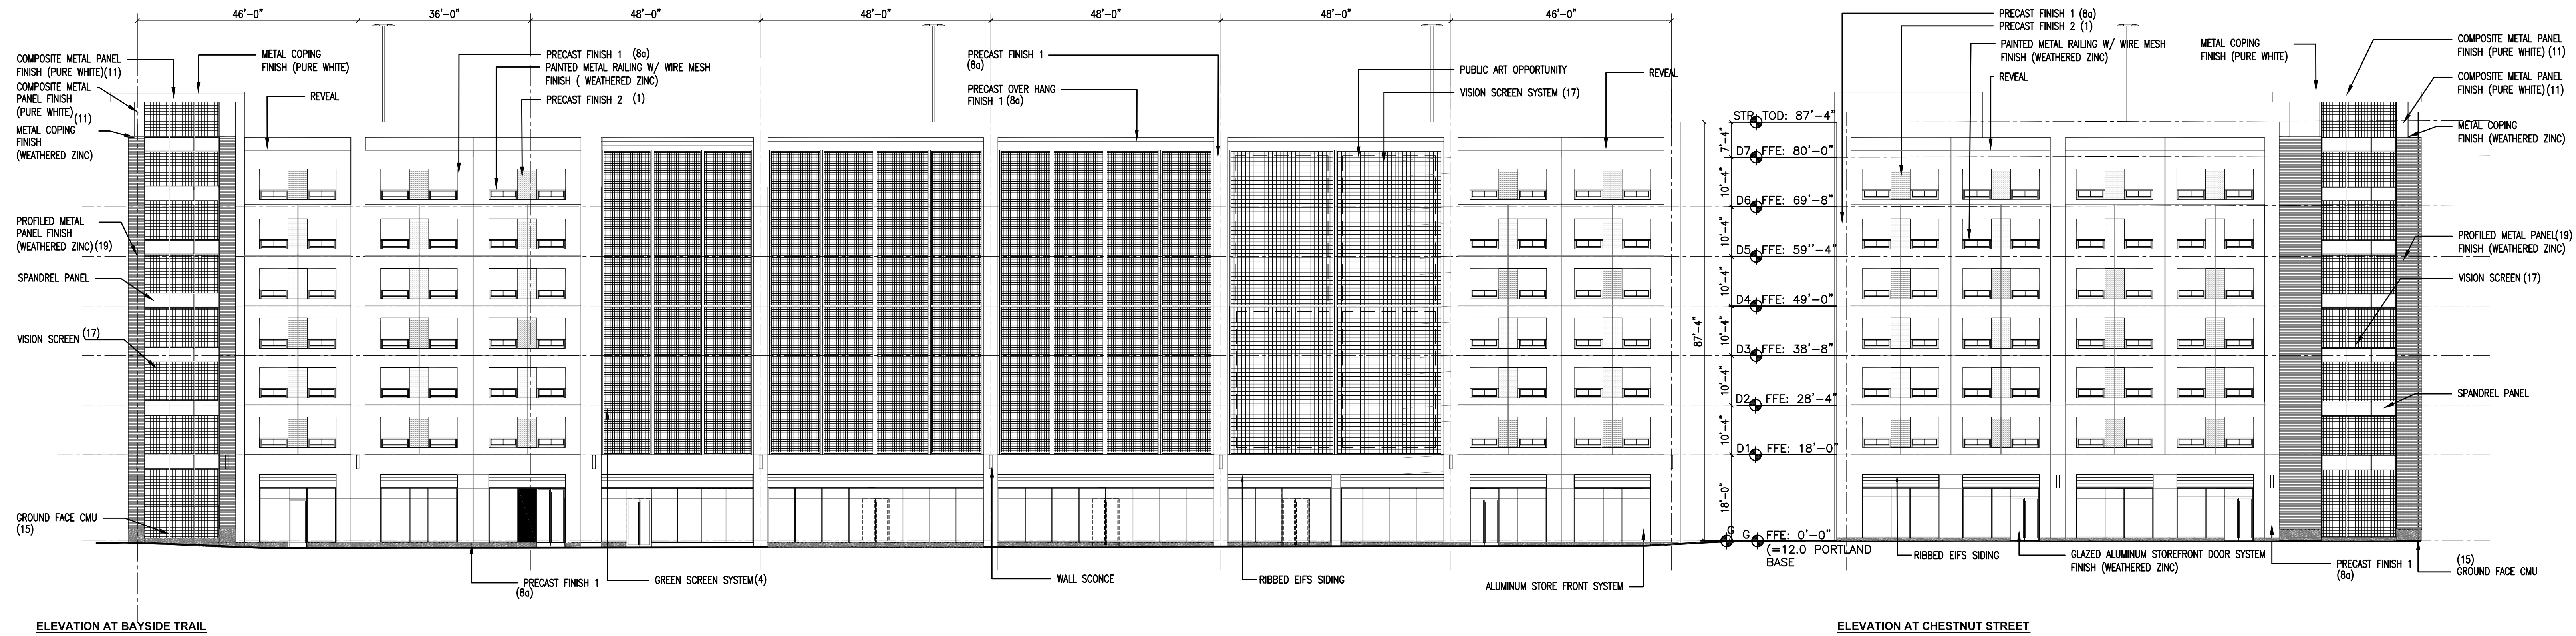 46'-0"
36'-0"
48'-0"
48'-0"
48'-0"
48'-0"
46'-0"
COMPOSITE METAL PANEL
FINISH (PURE WHITE)(11)
COMPOSITE METAL
PANEL FINISH
(PURE WHITE)(11)
METAL COPING
FINISH
(WEATHERED ZINC)
PROFILED METAL
PANEL FINISH
(WEATHERED ZINC)(19)
SPANDREL PANEL
VISION SCREEN (17)
GROUND FACE CMU
(15)
METAL COPING
FINISH (PURE WHITE)
REVEAL
PRECAST FINISH 1 (8a)
PAINTED METAL RAILING W/ WIRE MESH
FINISH ( WEATHERED ZINC)
PRECAST FINISH 2 (1)
PRECAST FINISH 1
(8a)
PRECAST OVER HANG
FINISH 1 (8a)
PUBLIC ART OPPORTUNITY
VISION SCREEN SYSTEM (17)
REVEAL
PRECAST FINISH 1
(8a)
GREEN SCREEN SYSTEM(4)
WALL SCONCE
RIBBED EIFS SIDING
ALUMINUM STORE FRONT SYSTEM
STR. TOD: 87'-4"
D7 FFE: 80'-0"
D6 FFE: 69'-8"
D5 FFE: 59''-4"
D4 FFE: 49'-0"
D3 FFE: 38'-8"
D2 FFE: 28'-4"
D1 FFE: 18'-0"
G G FFE: 0'-0"
(=12.0 PORTLAND
BASE
87'-4"
7'-4"
10'-4"
10'-4"
10'-4"
10'-4"
10'-4"
10'-4"
18'-0"
PRECAST FINISH 1 (8a)
PRECAST FINISH 2 (1)
PAINTED METAL RAILING W/ WIRE MESH
FINISH (WEATHERED ZINC)
REVEAL
METAL COPING
FINISH (PURE WHITE)
COMPOSITE METAL PANEL
FINISH (PURE WHITE) (11)
COMPOSITE METAL PANEL
FINISH (PURE WHITE)(11)
METAL COPING
FINISH (WEATHERED ZINC)
PROFILED METAL PANEL(19)
FINISH (WEATHERED ZINC)
VISION SCREEN (17)
SPANDREL PANEL
RIBBED EIFS SIDING
GLAZED ALUMINUM STOREFRONT DOOR SYSTEM
FINISH (WEATHERED ZINC)
PRECAST FINISH 1
(8a)
(15)
GROUND FACE CMU
ELEVATION AT BAYSIDE TRAIL
ELEVATION AT CHESTNUT STREET